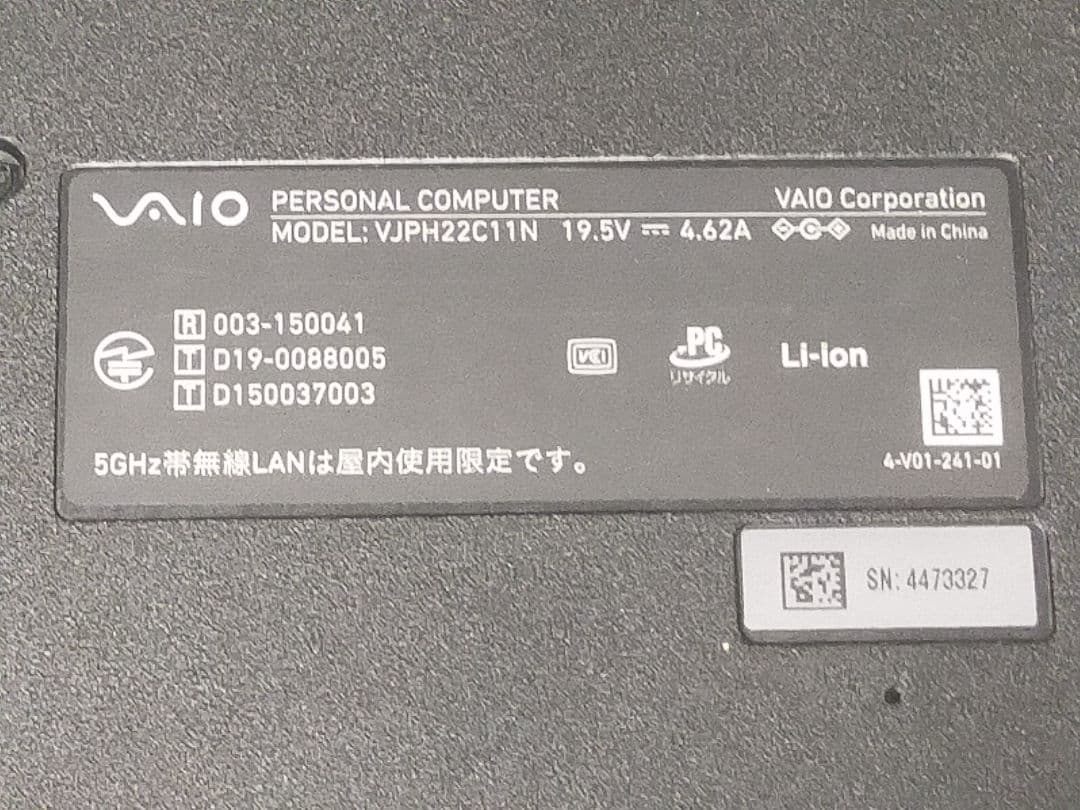 VAIO PERSONAL COMPUTER VAIO Corporation
MODEL: VJPH22C11N 19.5V 4.62A Made in China
R 003-150041
T D19-0088005
T D150037003
VCCI
PC
リサイクル
Li-ion
5GHz帯無線LANは屋内使用限定です。
4-V01-241-01
SN: 4473327